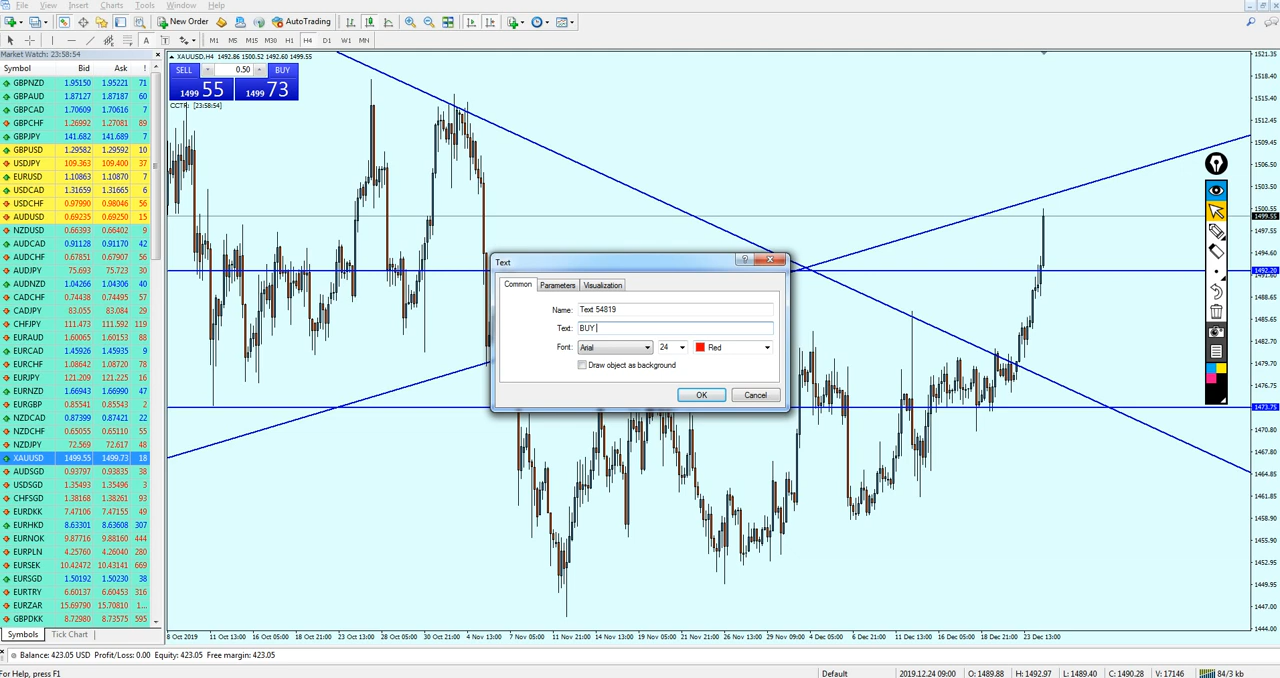 File View Insert Charts Tools Window Help
New Order AutoTrading
A T M1 M5 M15 M30 H1 H4 D1 W1 MN
Market Watch: 23:58:54
Symbol Bid Ask !
GBPNZD 1.95150 1.95221 71
GBPAUD 1.87127 1.87187 60
GBPCAD 1.70609 1.70616 7
GBPCHF 1.26992 1.27081 89
GBPJPY 141.682 141.689 7
GBPUSD 1.29582 1.29592 10
USDJPY 109.363 109.400 37
EURUSD 1.10863 1.10870 7
USDCAD 1.31659 1.31665 6
USDCHF 0.97990 0.98046 56
AUDUSD 0.69235 0.69250 15
NZDUSD 0.66393 0.66402 9
AUDCAD 0.91128 0.91170 42
AUDCHF 0.67851 0.67907 56
AUDJPY 75.693 75.723 30
AUDNZD 1.04266 1.04306 40
CADCHF 0.74438 0.74495 57
CADJPY 83.055 83.084 29
CHFJPY 111.473 111.592 119
EURAUD 1.60065 1.60153 88
EURCAD 1.45926 1.45935 9
EURCHF 1.08642 1.08720 78
EURJPY 121.209 121.225 16
EURNZD 1.66943 1.66990 47
EURGBP 0.85541 0.85543 2
NZDCAD 0.87399 0.87421 22
NZDCHF 0.65055 0.65110 55
NZDJPY 72.569 72.617 48
XAUUSD 1499.55 1499.73 18
AUDSGD 0.93797 0.93835 38
USDSGD 1.35493 1.35496 3
CHFSGD 1.38168 1.38261 93
EURDKK 7.47106 7.47155 49
EURHKD 8.63301 8.63608 307
EURNOK 9.87716 9.88160 444
EURPLN 4.25760 4.26040 280
EURSEK 10.42472 10.43141 669
EURSGD 1.50192 1.50230 38
EURTRY 6.60137 6.60453 316
EURZAR 15.69790 15.70810 1...
GBPDKK 8.72980 8.73575 595
Symbols Tick Chart
XAUUSD,H4 1492.86 1500.52 1492.60 1499.55
SELL 0.50 BUY
1499 55 1499 73
[23:58:54]
Text
Common Parameters Visualization
Name: Text 54819
Text: BUY
Font: Arial 24 Red
Draw object as background
OK Cancel
1521.35
1518.40
1515.40
1512.45
1509.45
1503.50
1500.55
1499.55
1497.55
1494.60
1492.20
1488.65
1485.65
1482.70
1479.70
1476.75
1473.75
1470.80
1467.80
1464.85
1461.85
1458.90
1455.90
1452.95
1447.00
1444.00
8 Oct 2019 11 Oct 13:00 16 Oct 05:00 18 Oct 21:00 23 Oct 13:00 28 Oct 05:00 30 Oct 21:00 4 Nov 13:00 7 Nov 05:00 11 Nov 21:00 14 Nov 13:00 19 Nov 05:00 21 Nov 21:00 26 Nov 13:00 29 Nov 09:00 4 Dec 05:00 6 Dec 21:00 11 Dec 13:00 16 Dec 05:00 18 Dec 21:00 23 Dec 13:00
Balance: 423.05 USD Profit/Loss: 0.00 Equity: 423.05 Free margin: 423.05
For Help, press F1 Default 2019.12.24 09:00 O: 1489.88 H: 1492.97 L: 1489.40 C: 1490.28 V: 17146 84/3 kb